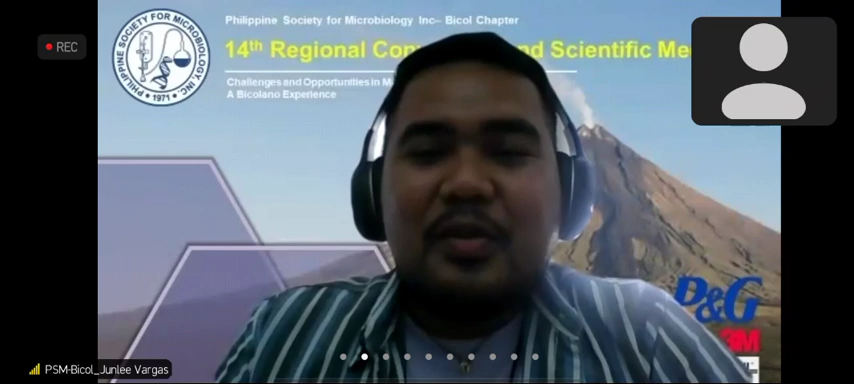 REC
PHILIPPINE SOCIETY FOR MICROBIOLOGY, INC.
• 1971 •
Philippine Society for Microbiology Inc– Bicol Chapter
14th Regional Con nd Scientific Me
Challenges and Opportunities in M
A Bicolano Experience
P&G
3M
PSM-Bicol_Junlee Vargas